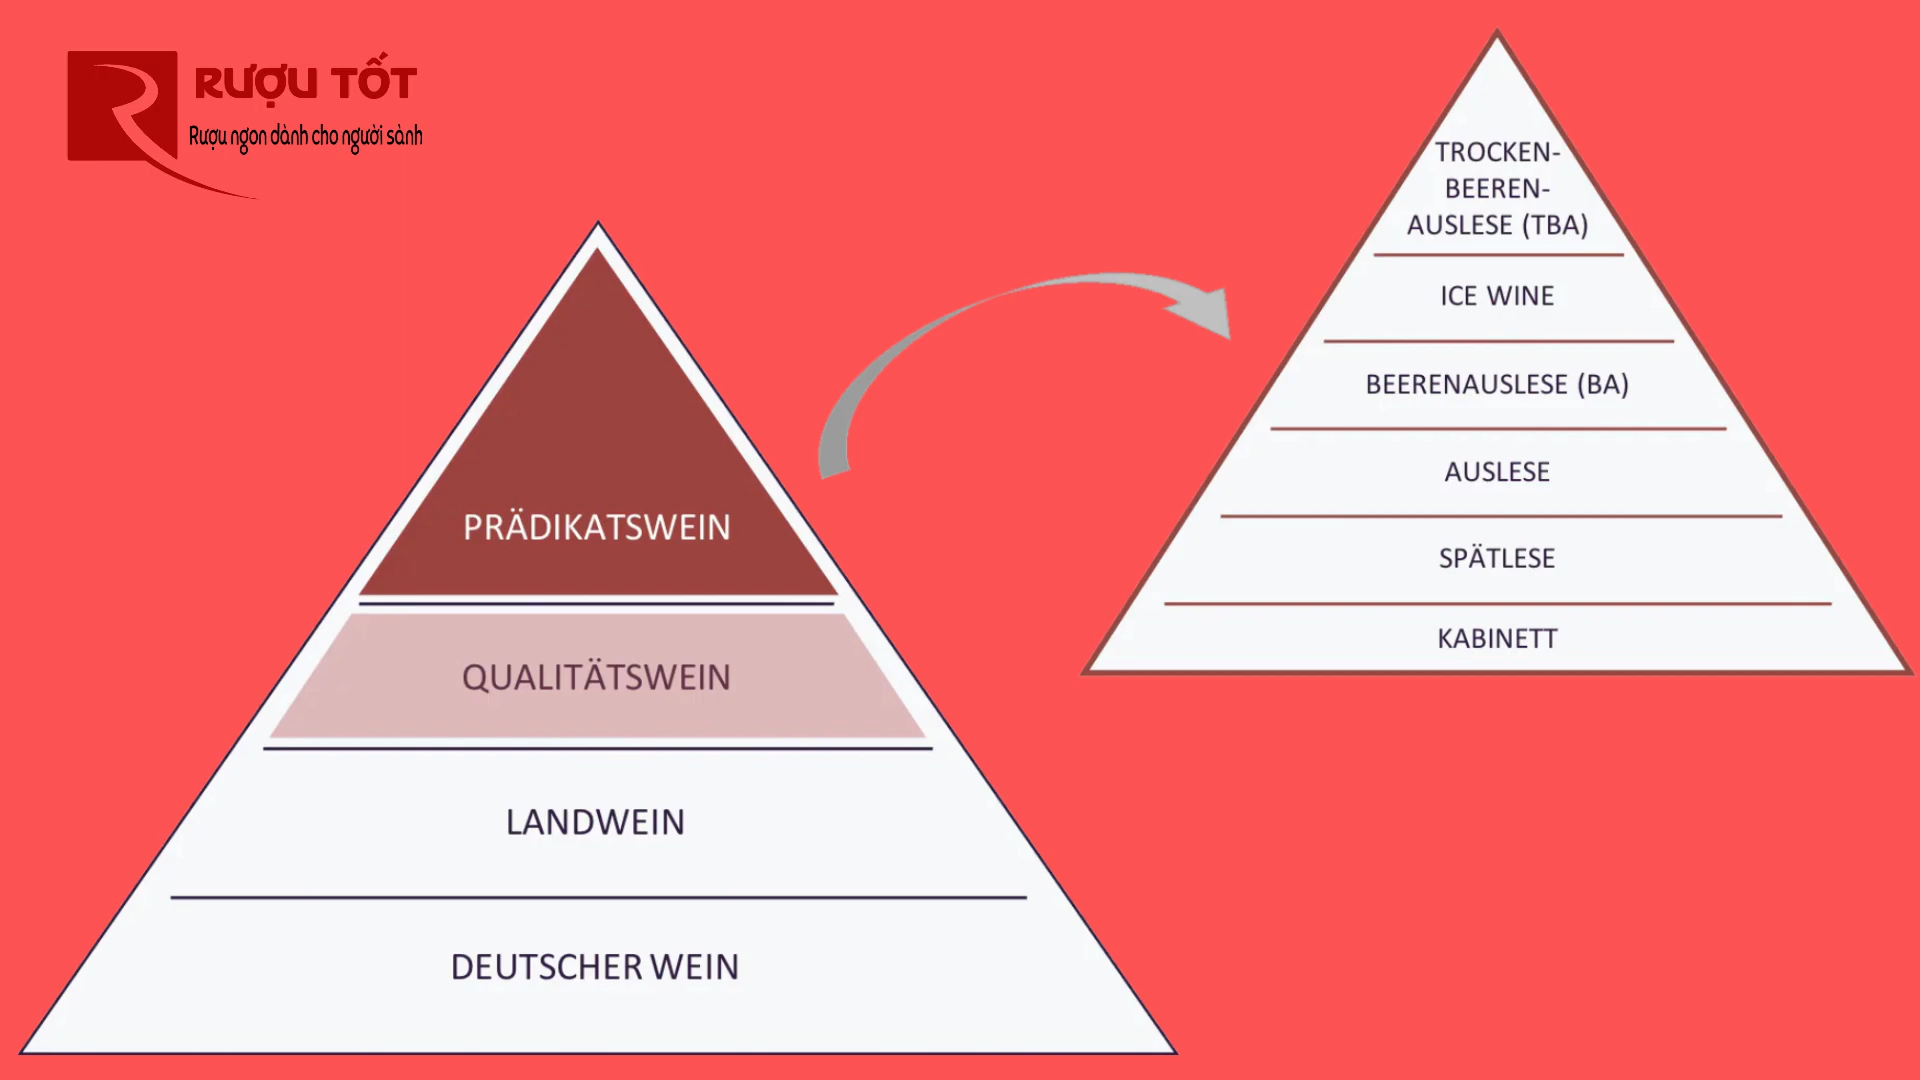 RƯỢU TỐT
Rượu ngon dành cho người sành
PRÄDIKATSWEIN
QUALITÄTSWEIN
LANDWEIN
DEUTSCHER WEIN
TROCKEN-
BEEREN-
AUSLESE (TBA)
ICE WINE
BEERENAUSLESE (BA)
AUSLESE
SPÄTLESE
KABINETT